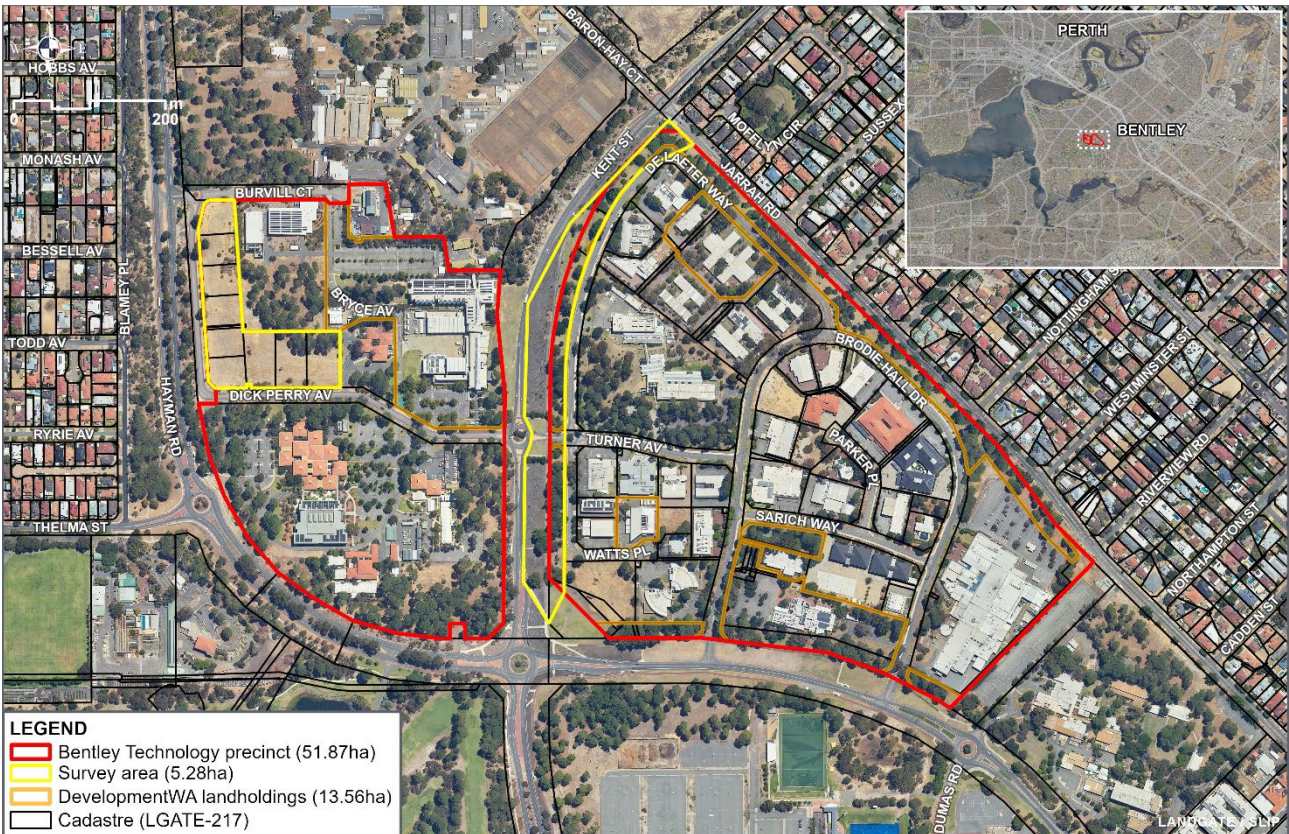 BARON-HAY CT
PERTH
BENTLEY
W
E
HOBBS AV
0
200
m
MONASH AV
BURVILL CT
BESSELL AV
BLAMEY PL
TODD AV
BRYCE AV
HAYMAN RD
DICK PERRY AV
RYRIE AV
THELMA ST
KENT ST
DE LAETER WAY
MOFFLYN CIR
SUSSEX
JARRAH RD
NOTTINGHAM S
WESTMINSTER ST
BRODIE-HALL DR
TURNER AV
PARKER PL
RIVERVIEW RD
SARICH WAY
WATTS PL
NORTHAMPTON ST
CADDEN ST
DUMAS RD
LEGEND
Bentley Technology precinct (51.87ha)
Survey area (5.28ha)
DevelopmentWA landholdings (13.56ha)
Cadastre (LGATE-217)
LANDGATE / SLIP